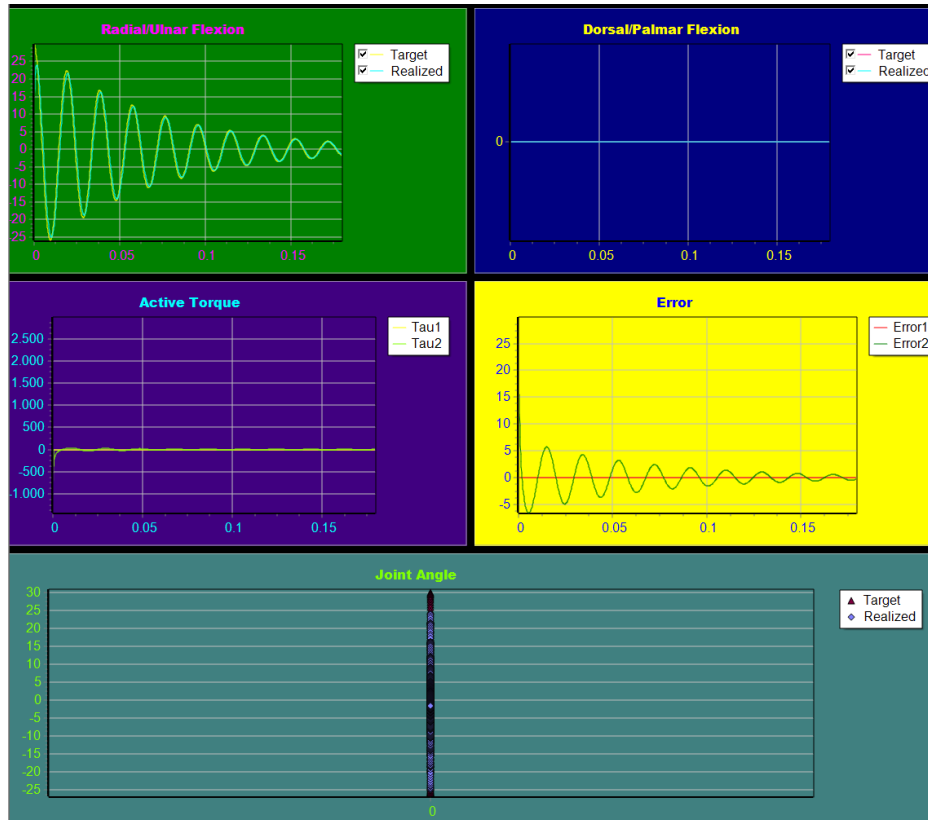 Radial/Ulnar Flexion
Target
Realized
25
20
15
10
5
0
-5
-10
-15
-20
-25
0 0.05 0.1 0.15
Dorsal/Palmar Flexion
Target
Realized
0
0 0.05 0.1 0.15
Active Torque
Tau1
Tau2
2.500
2.000
1.500
1.000
500
0
-500
-1.000
0 0.05 0.1 0.15
Error
Error1
Error2
25
20
15
10
5
0
-5
0 0.05 0.1 0.15
Joint Angle
Target
Realized
30
25
20
15
10
5
0
-5
-10
-15
-20
-25
0